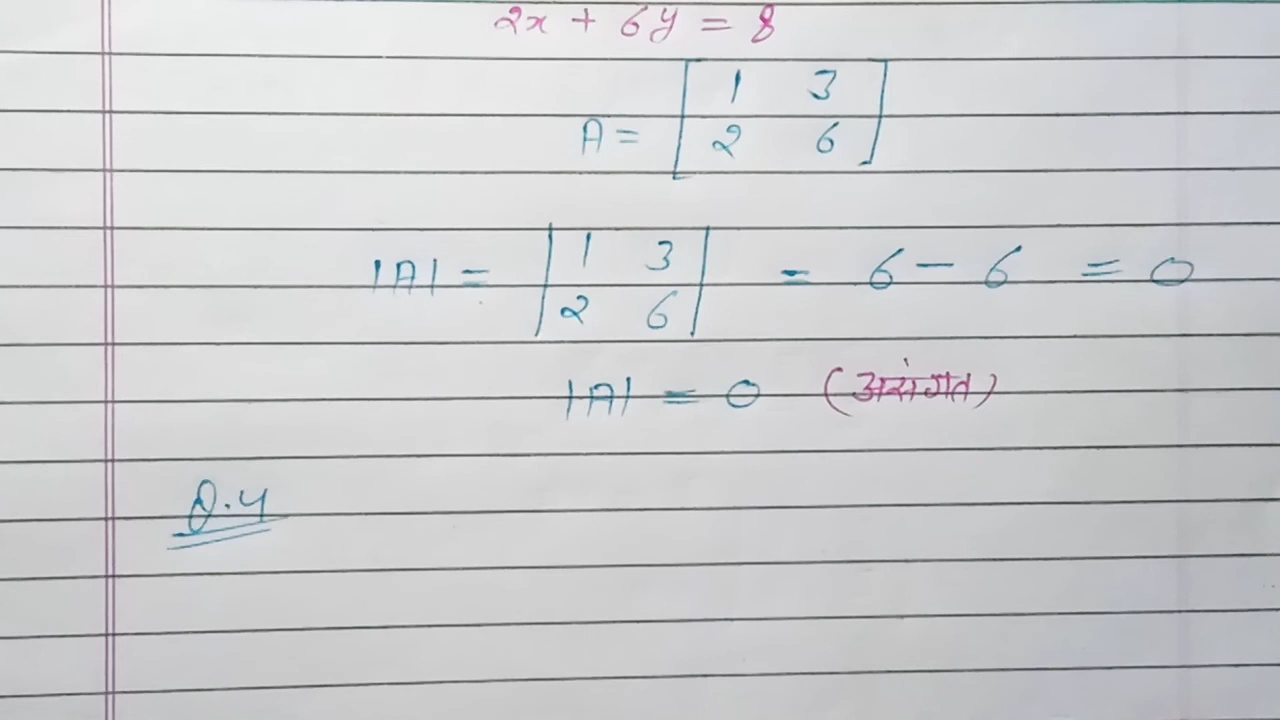 2x + 6y = 8
A = [ 1 3
2 6 ]
|A| = | 1 3 | = 6 - 6 = 0
| 2 6 |
|A| = 0 (असंगत)
Q.4